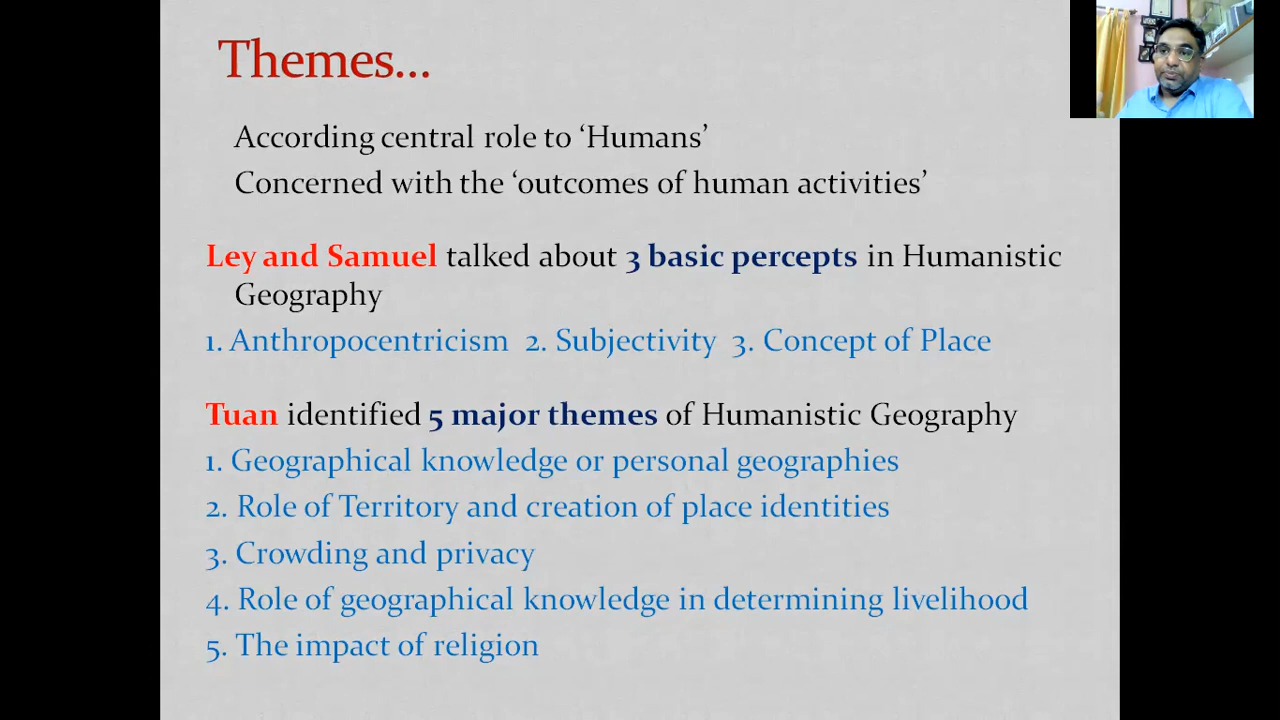 Themes...
According central role to ‘Humans’
Concerned with the ‘outcomes of human activities’
Ley and Samuel talked about 3 basic percepts in Humanistic
Geography
1. Anthropocentricism 2. Subjectivity 3. Concept of Place
Tuan identified 5 major themes of Humanistic Geography
1. Geographical knowledge or personal geographies
2. Role of Territory and creation of place identities
3. Crowding and privacy
4. Role of geographical knowledge in determining livelihood
5. The impact of religion